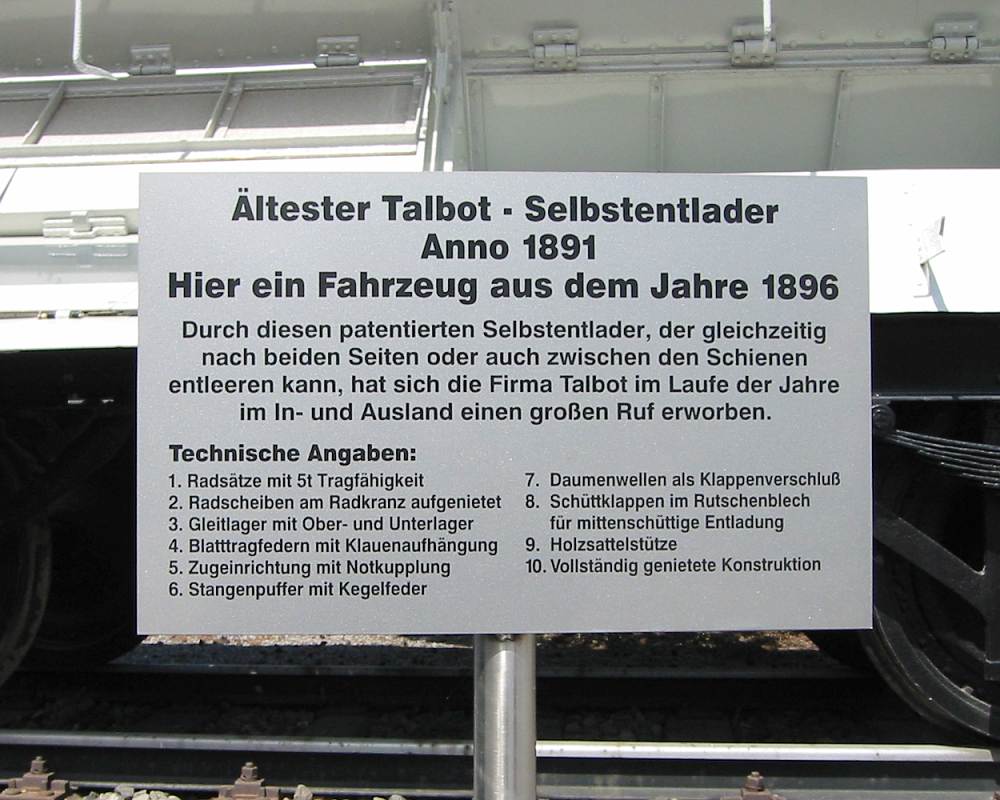 Ältester Talbot - Selbstentlader
Anno 1891
Hier ein Fahrzeug aus dem Jahre 1896
Durch diesen patentierten Selbstentlader, der gleichzeitig
nach beiden Seiten oder auch zwischen den Schienen
entleeren kann, hat sich die Firma Talbot im Laufe der Jahre
im In- und Ausland einen großen Ruf erworben.
Technische Angaben:
1. Radsätze mit 5t Tragfähigkeit
2. Radscheiben am Radkranz aufgenietet
3. Gleitlager mit Ober- und Unterlager
4. Blatttragfedern mit Klauenaufhängung
5. Zugeinrichtung mit Notkupplung
6. Stangenpuffer mit Kegelfeder
7. Daumenwellen als Klappenverschluß
8. Schüttklappen im Rutschenblech
für mittenschüttige Entladung
9. Holzsattelstütze
10. Vollständig genietete Konstruktion